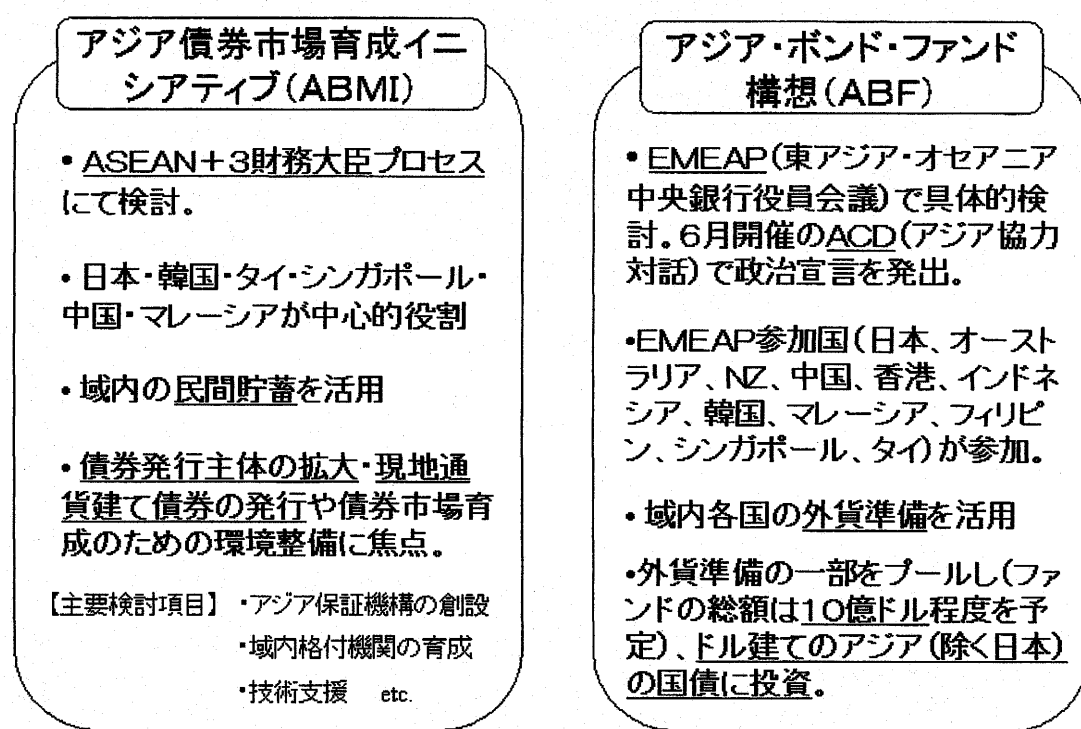 アジア債券市場育成イニ
シアティブ(ABMI)
• ASEAN＋3財務大臣プロセス
にて検討。
• 日本・韓国・タイ・シンガポール・
中国・マレーシアが中心的役割
• 域内の民間貯蓄を活用
• 債券発行主体の拡大・現地通
貨建て債券の発行や債券市場育
成のための環境整備に焦点。
【主要検討項目】 ・アジア保証機構の創設
・域内格付機関の育成
・技術支援 etc.
アジア・ボンド・ファンド
構想(ABF)
• EMEAP(東アジア・オセアニア
中央銀行役員会議)で具体的検
討。6月開催のACD(アジア協力
対話)で政治宣言を発出。
•EMEAP参加国(日本、オースト
ラリア、NZ、中国、香港、インドネ
シア、韓国、マレーシア、フィリピ
ン、シンガポール、タイ)が参加。
• 域内各国の外貨準備を活用
•外貨準備の一部をプールし(ファ
ンドの総額は10億ドル程度を予
定)、ドル建てのアジア(除く日本)
の国債に投資。